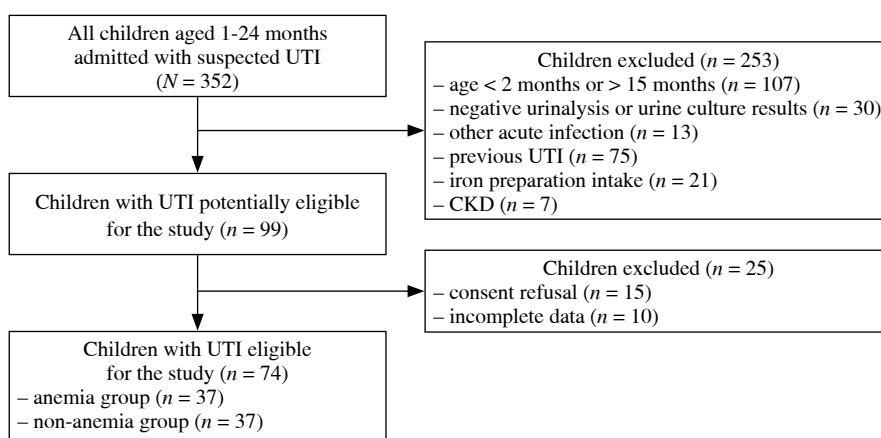 All children aged 1-24 months
admitted with suspected UTI
(N = 352)
Children excluded (n = 253)
– age < 2 months or > 15 months (n = 107)
– negative urinalysis or urine culture results (n = 30)
– other acute infection (n = 13)
– previous UTI (n = 75)
– iron preparation intake (n = 21)
– CKD (n = 7)
Children with UTI potentially eligible
for the study (n = 99)
Children excluded (n = 25)
– consent refusal (n = 15)
– incomplete data (n = 10)
Children with UTI eligible
for the study (n = 74)
– anemia group (n = 37)
– non-anemia group (n = 37)